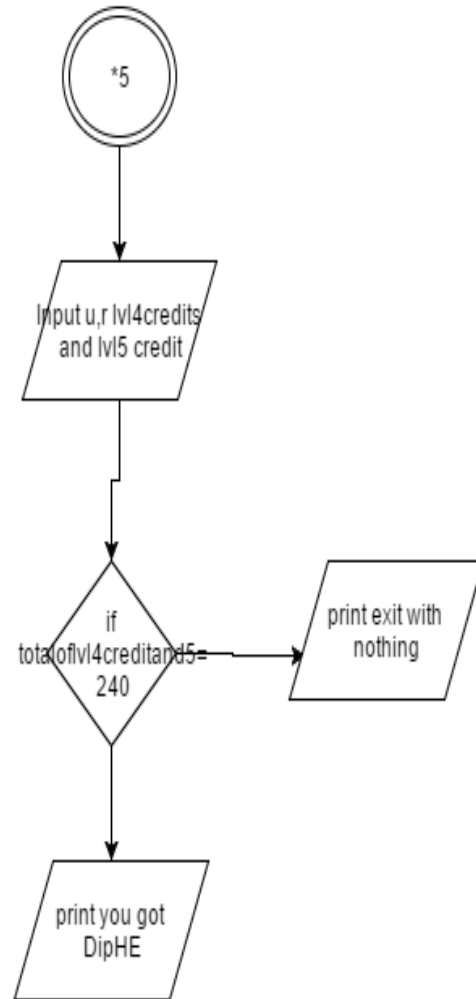 *5
Input u,r lvl4credits
and lvl5 credit
if
totaloflvl4creditand5=
240
print exit with
nothing
print you got
DipHE